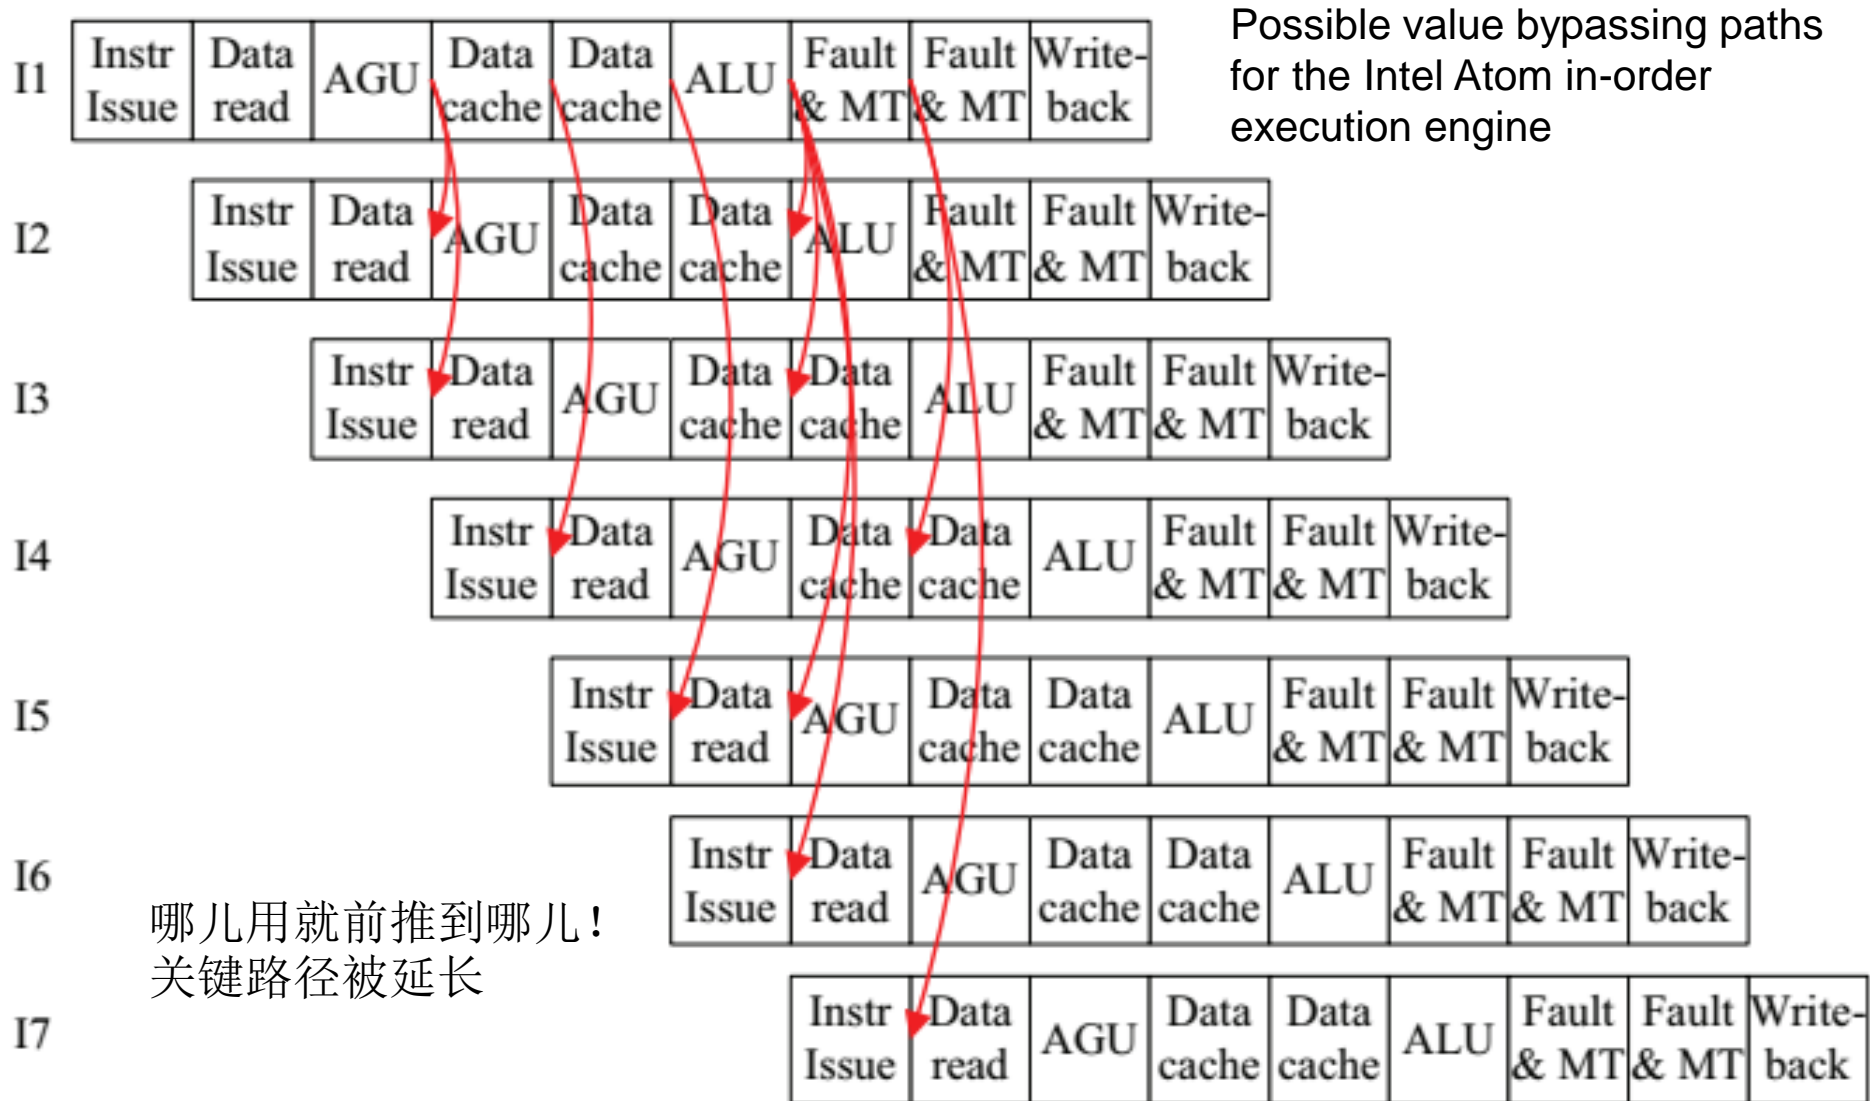 Possible value bypassing paths
for the Intel Atom in-order
execution engine
I1 Instr Issue Data read AGU Data cache Data cache ALU Fault & MT Fault & MT Write-back
I2 Instr Issue Data read AGU Data cache Data cache ALU Fault & MT Fault & MT Write-back
I3 Instr Issue Data read AGU Data cache Data cache ALU Fault & MT Fault & MT Write-back
I4 Instr Issue Data read AGU Data cache Data cache ALU Fault & MT Fault & MT Write-back
I5 Instr Issue Data read AGU Data cache Data cache ALU Fault & MT Fault & MT Write-back
I6 Instr Issue Data read AGU Data cache Data cache ALU Fault & MT Fault & MT Write-back
哪儿用就前推到哪儿！
关键路径被延长
I7 Instr Issue Data read AGU Data cache Data cache ALU Fault & MT Fault & MT Write-back